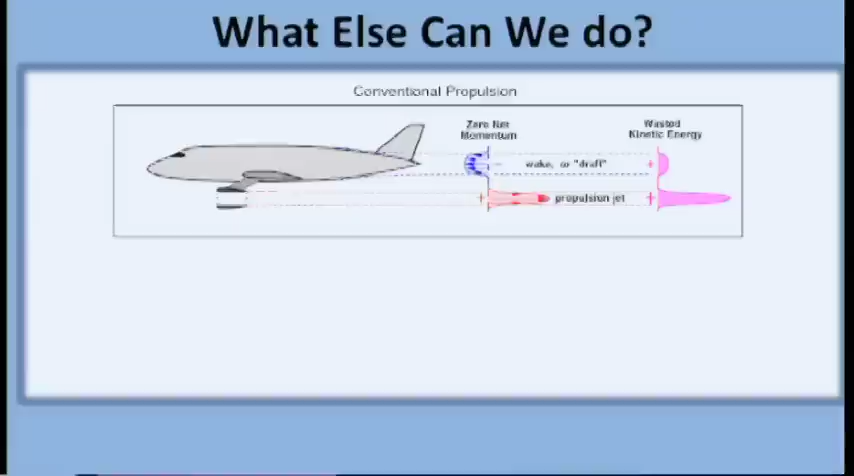 What Else Can We do?
Conventional Propulsion
Zero Net
Momentum
Wasted
Kinetic Energy
wake, or "draft"
propulsion jet